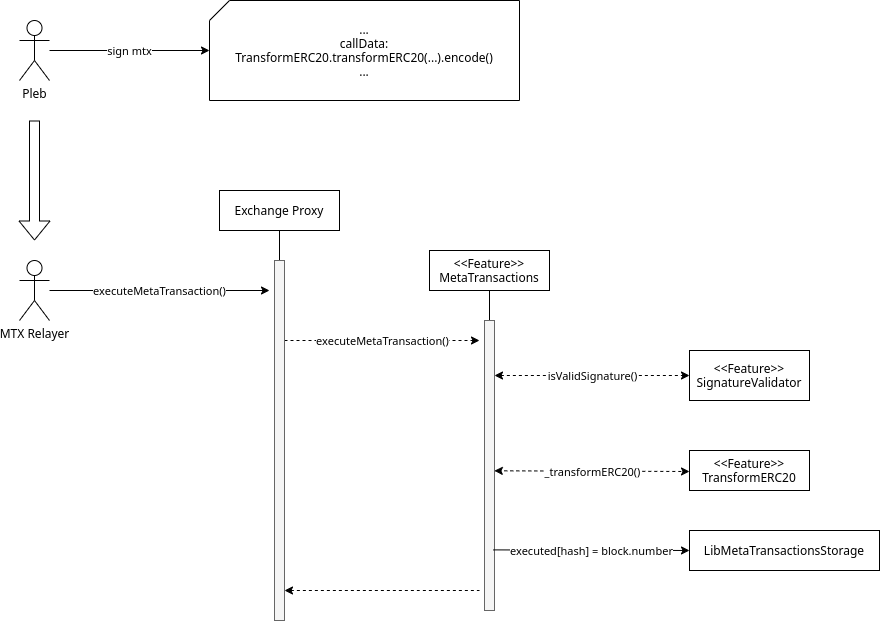 ...
callData:
TransformERC20.transformERC20(...).encode()
...
sign mtx
Pleb
Exchange Proxy
<<Feature>>
MetaTransactions
executeMetaTransaction()
MTX Relayer
executeMetaTransaction()
<<Feature>>
SignatureValidator
isValidSignature()
<<Feature>>
TransformERC20
_transformERC20()
executed[hash] = block.number
LibMetaTransactionsStorage